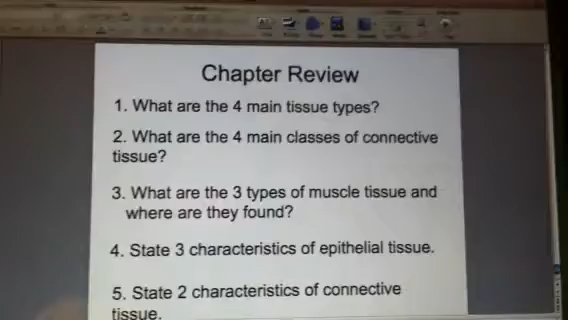 Chapter Review
1. What are the 4 main tissue types?
2. What are the 4 main classes of connective
tissue?
3. What are the 3 types of muscle tissue and
where are they found?
4. State 3 characteristics of epithelial tissue.
5. State 2 characteristics of connective
tissue.